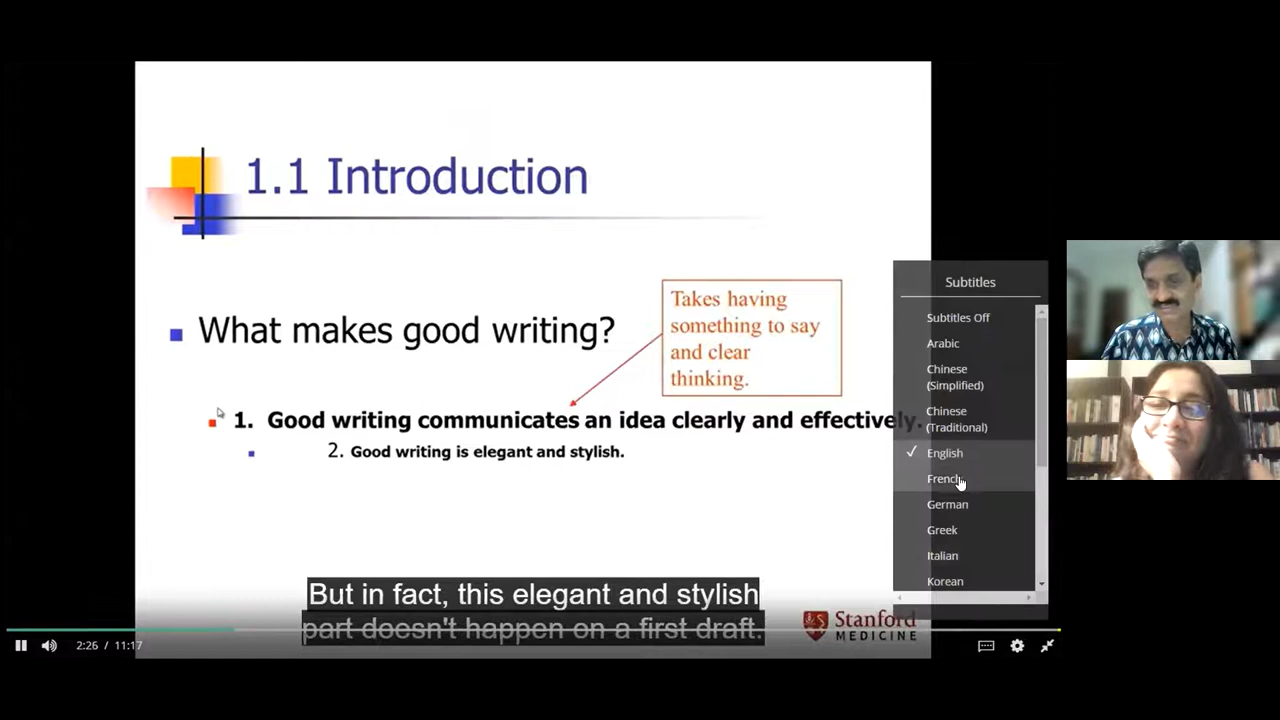 1.1 Introduction
What makes good writing?
Takes having
something to say
and clear
thinking.
1. Good writing communicates an idea clearly and effectively.
2. Good writing is elegant and stylish.
But in fact, this elegant and stylish
part doesn't happen on a first draft.
Stanford
MEDICINE
2:26 / 11:17
Subtitles
Subtitles Off
Arabic
Chinese
(Simplified)
Chinese
(Traditional)
✓ English
French
German
Greek
Italian
Korean